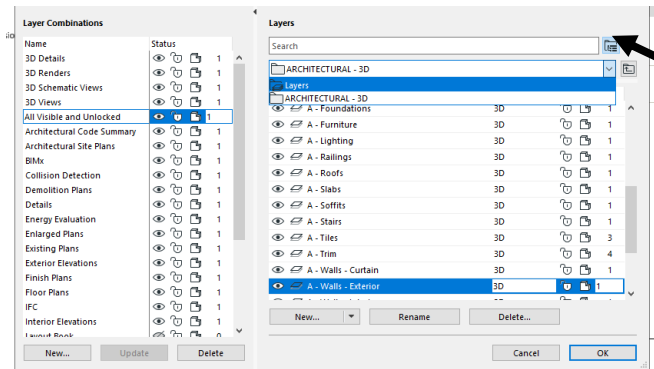 Layer Combinations
Name Status
3D Details 1
3D Renders 1
3D Schematic Views 1
3D Views 1
All Visible and Unlocked 1
Architectural Code Summary 1
Architectural Site Plans 1
BIMx 1
Collision Detection 1
Demolition Plans 1
Details 1
Energy Evaluation 1
Enlarged Plans 1
Existing Plans 1
Exterior Elevations 1
Finish Plans 1
Floor Plans 1
IFC 1
Interior Elevations 1
Layout Book 0
New... Update Delete
Layers
Search
ARCHITECTURAL - 3D
Layers
ARCHITECTURAL - 3D
A - Foundations 3D 1
A - Furniture 3D 1
A - Lighting 3D 1
A - Railings 3D 1
A - Roofs 3D 1
A - Slabs 3D 1
A - Soffits 3D 1
A - Stairs 3D 1
A - Tiles 3D 3
A - Trim 3D 4
A - Walls - Curtain 3D 1
A - Walls - Exterior 3D 1
New... Rename Delete...
Cancel OK